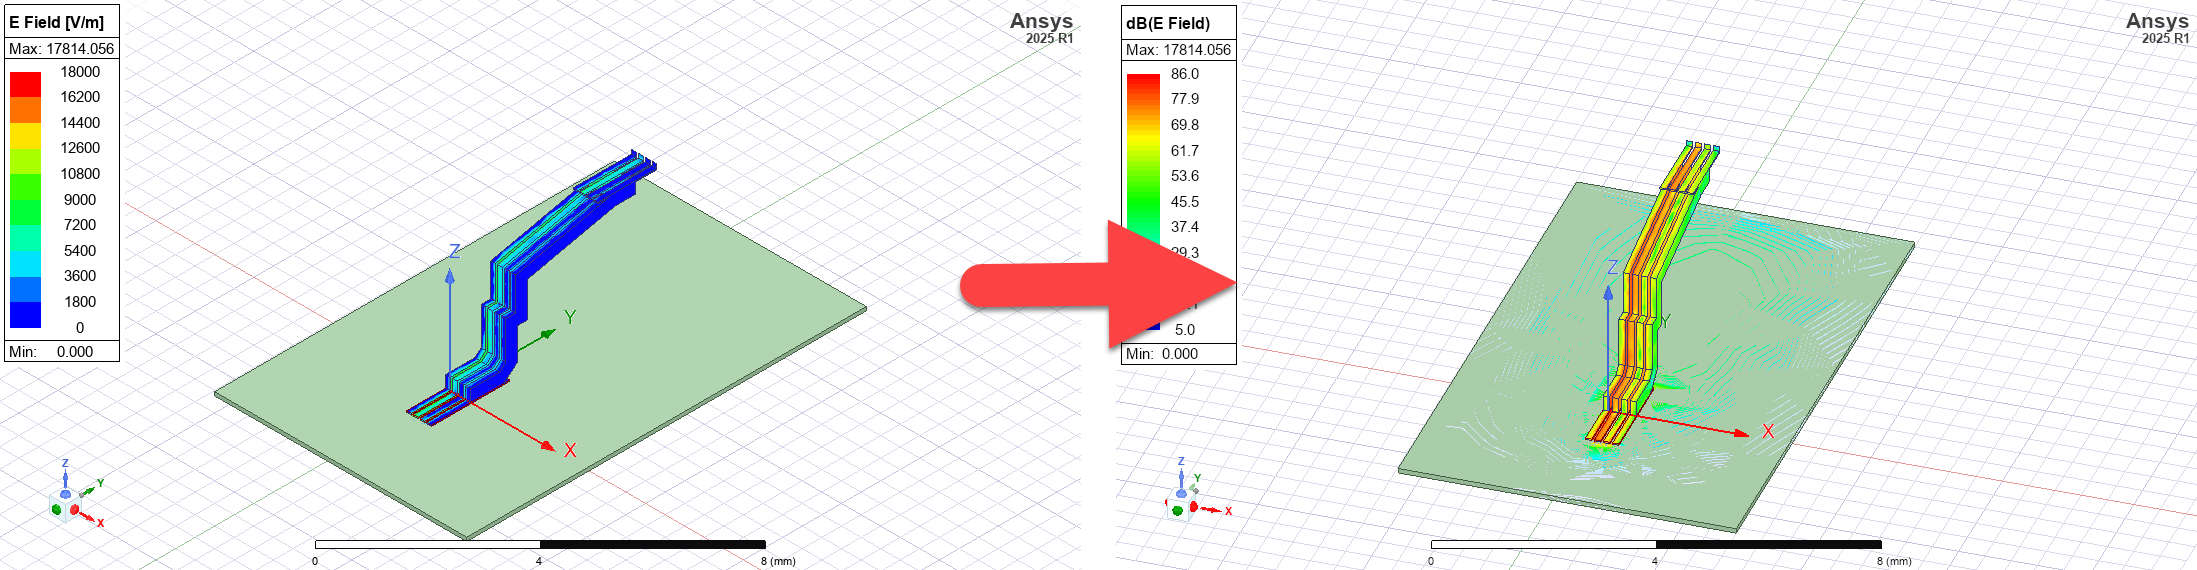 E Field [V/m]
Max: 17814.056
18000
16200
14400
12600
10800
9000
7200
5400
3600
1800
0
Min: 0.000
Ansys
2025 R1
Z
Y
X
Z
Y
X
0
4
8 (mm)
dB(E Field)
Max: 17814.056
86.0
77.9
69.8
61.7
53.6
45.5
37.4
29.3
5.0
Min: 0.000
Ansys
2025 R1
Z
Y
X
Z
Y
X
0
4
8 (mm)